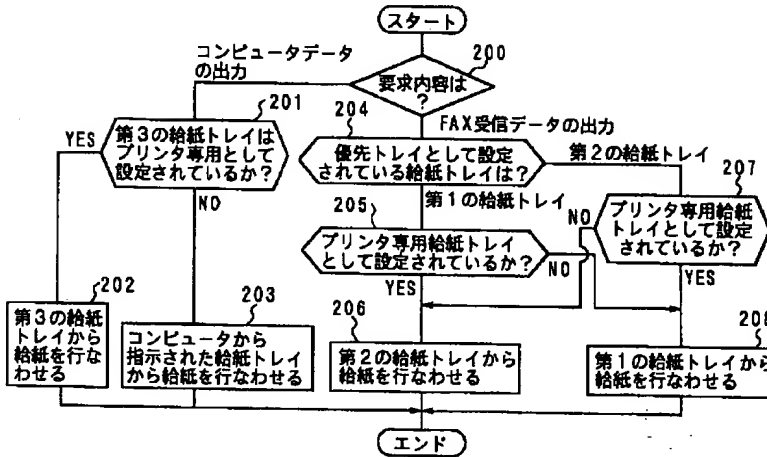 スタート
コンピュータデータ
の出力
200
要求内容は
?
201
第3の給紙トレイは
プリンタ専用として
設定されているか?
YES
NO
FAX受信データの出力
204
優先トレイとして設定
されている給紙トレイは?
第2の給紙トレイ
第1の給紙トレイ
207
プリンタ専用給紙
トレイとして設定
されているか?
NO
YES
205
プリンタ専用給紙トレイ
として設定されているか?
NO
YES
202
第3の給紙
トレイから
給紙を行な
わせる
203
コンピュータから
指示された給紙トレイ
から給紙を行なわせる
206
第2の給紙トレイから
給紙を行なわせる
208
第1の給紙トレイから
給紙を行なわせる
エンド